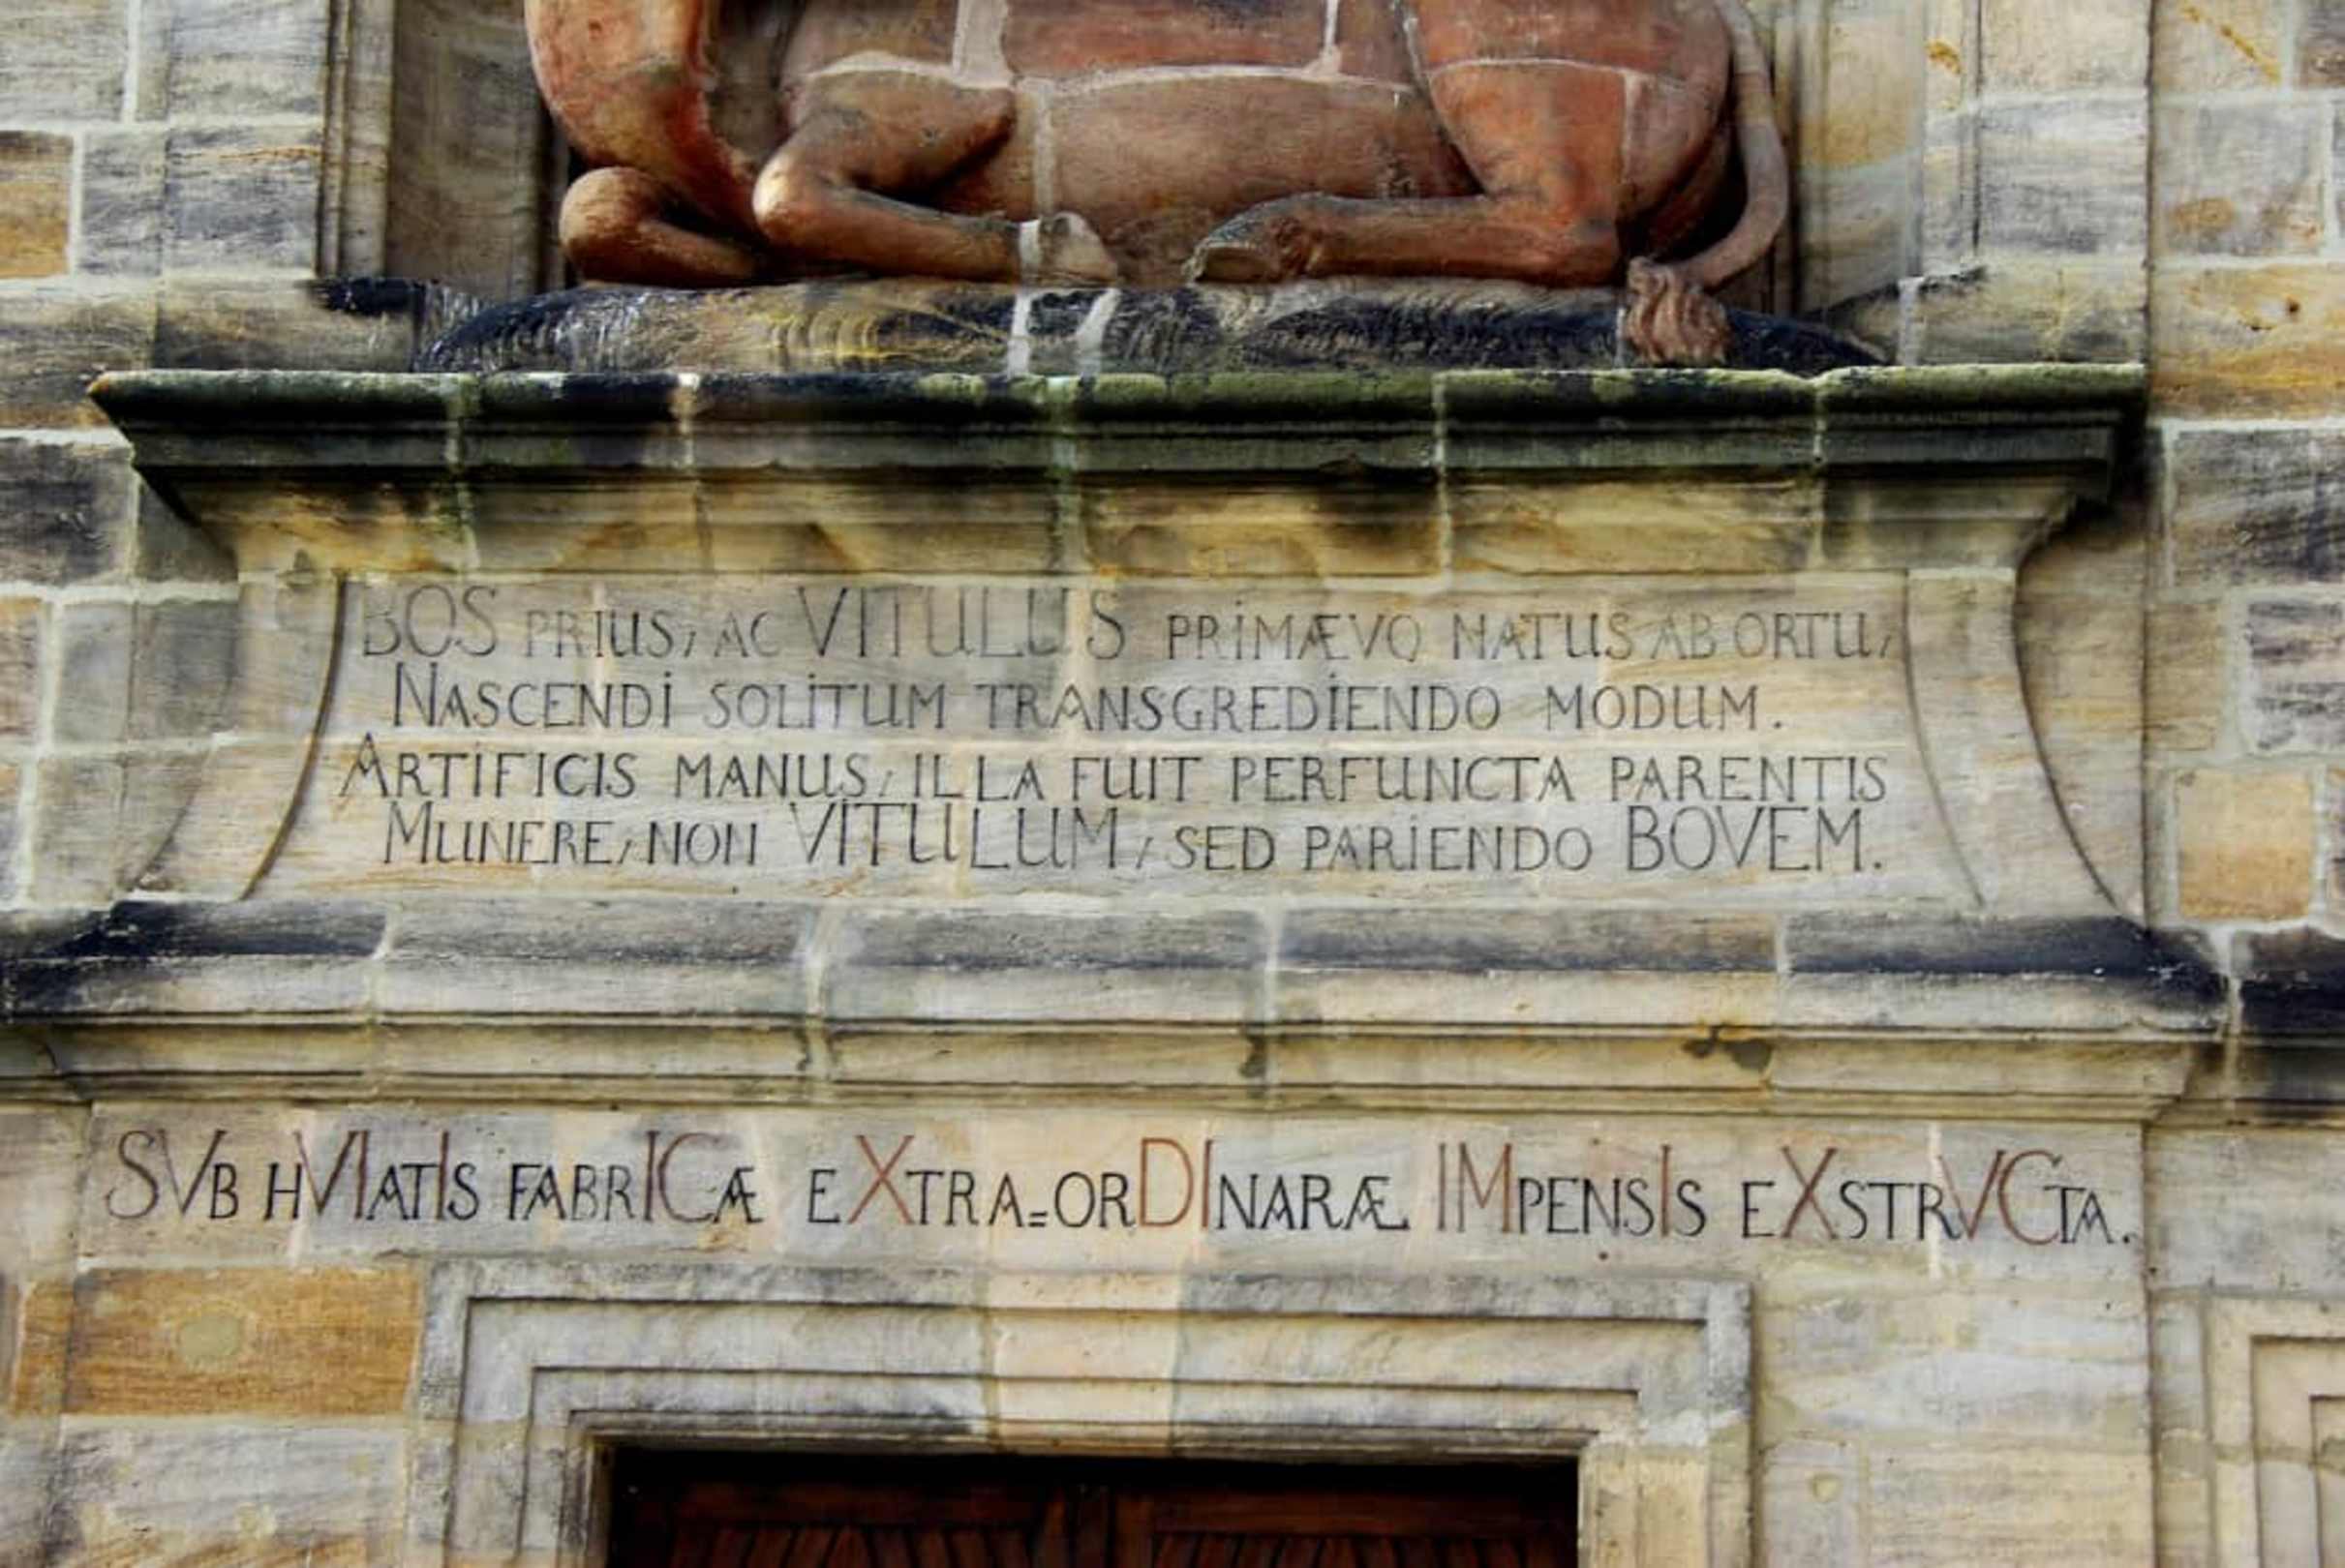 BOS PRIUS, AC VITULUS PRIMÆVO NATUS AB ORTU,
NASCENDI SOLITUM TRANSGREDIENDO MODUM.
ARTIFICIS MANUS, ILLA FUIT PERFUNCTA PARENTIS
MUNERE, NON VITULUM, SED PARIENDO BOVEM.
SVB HVIATIS FABRICÆ EXTRA=ORDINARÆ IMPENSIS EXSTRVCTA.